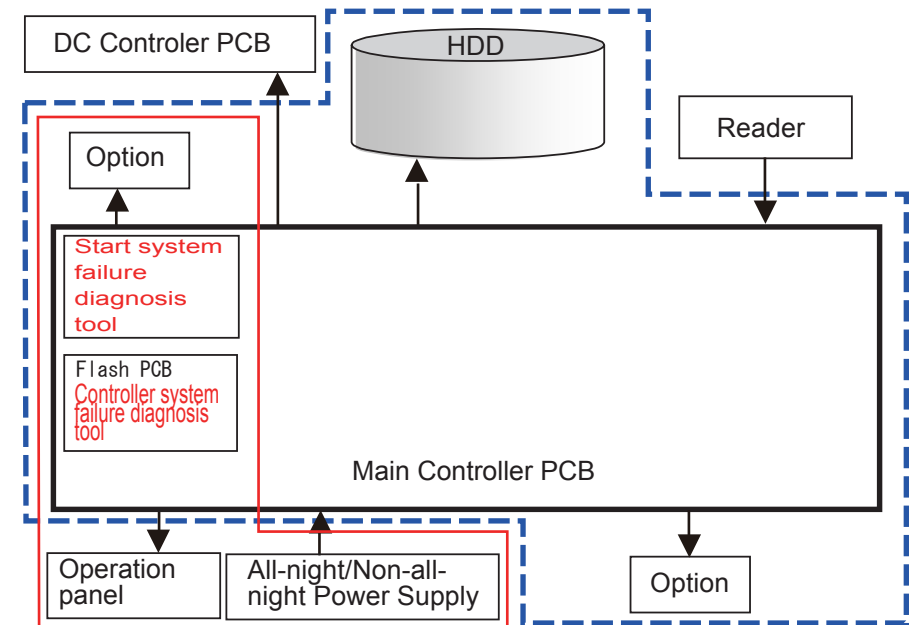 DC Controler PCB
HDD
Reader
Option
Start system
failure
diagnosis
tool
Flash PCB
Controller system
failure diagnosis
tool
Main Controller PCB
Operation
panel
All-night/Non-all-
night Power Supply
Option